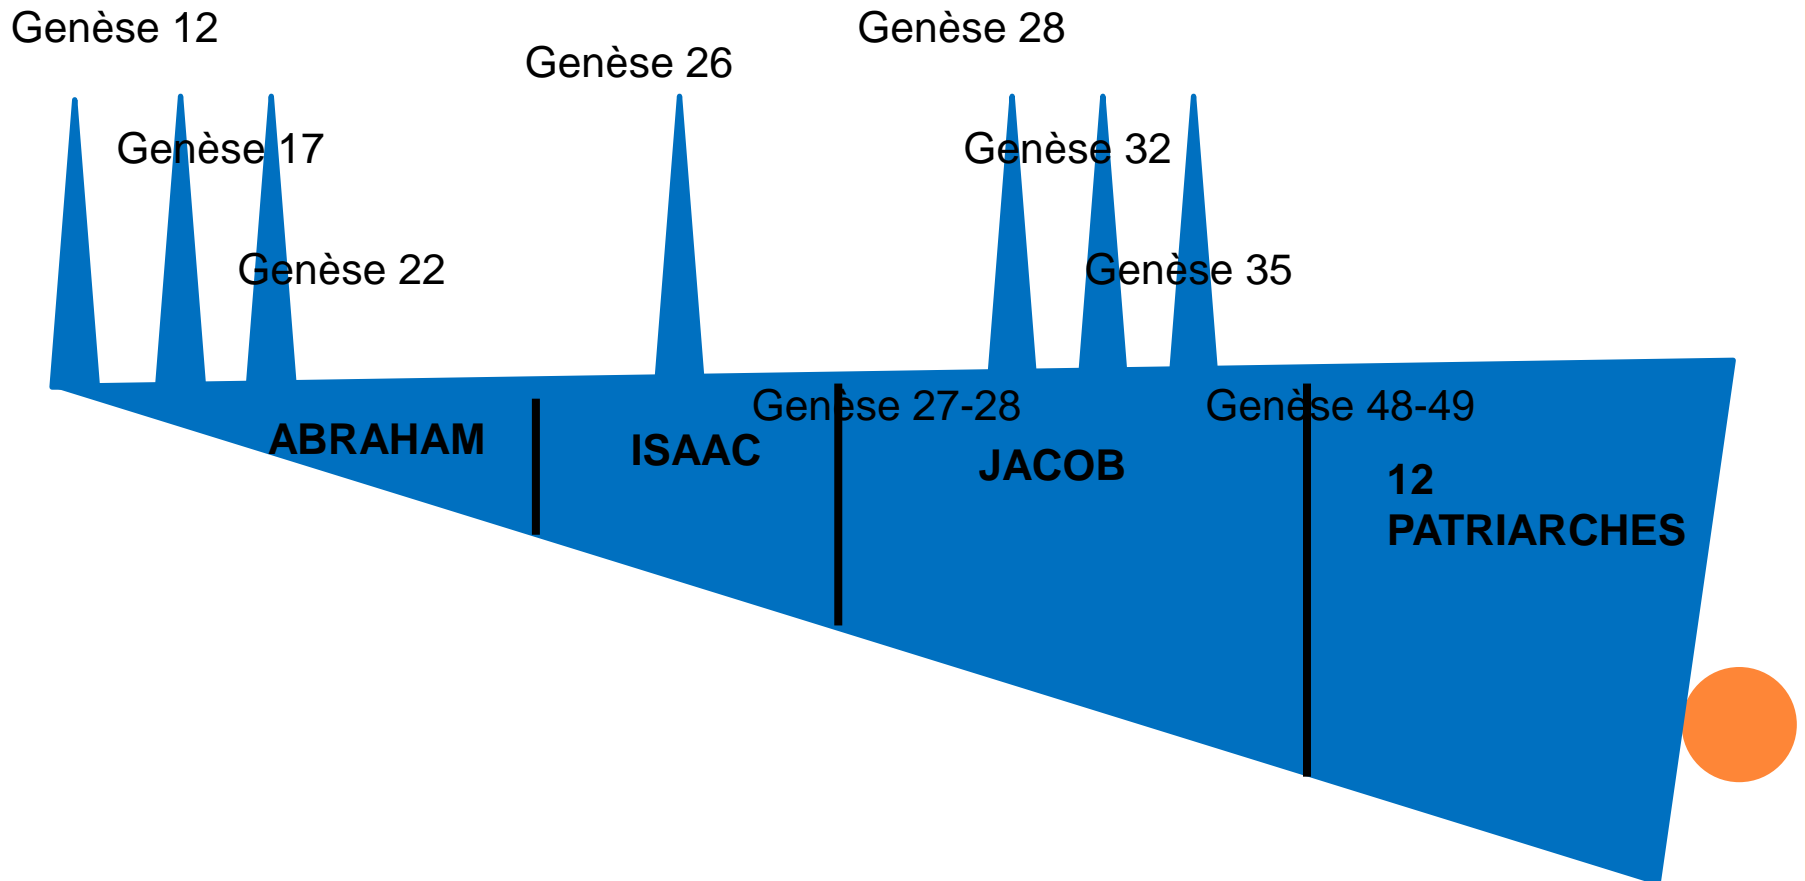 Genèse 12
Genèse 28
Genèse 26
Genèse 17
Genèse 32
Genèse 22
Genèse 35
Genèse 27-28
Genèse 48-49
ABRAHAM
ISAAC
JACOB
12
PATRIARCHES